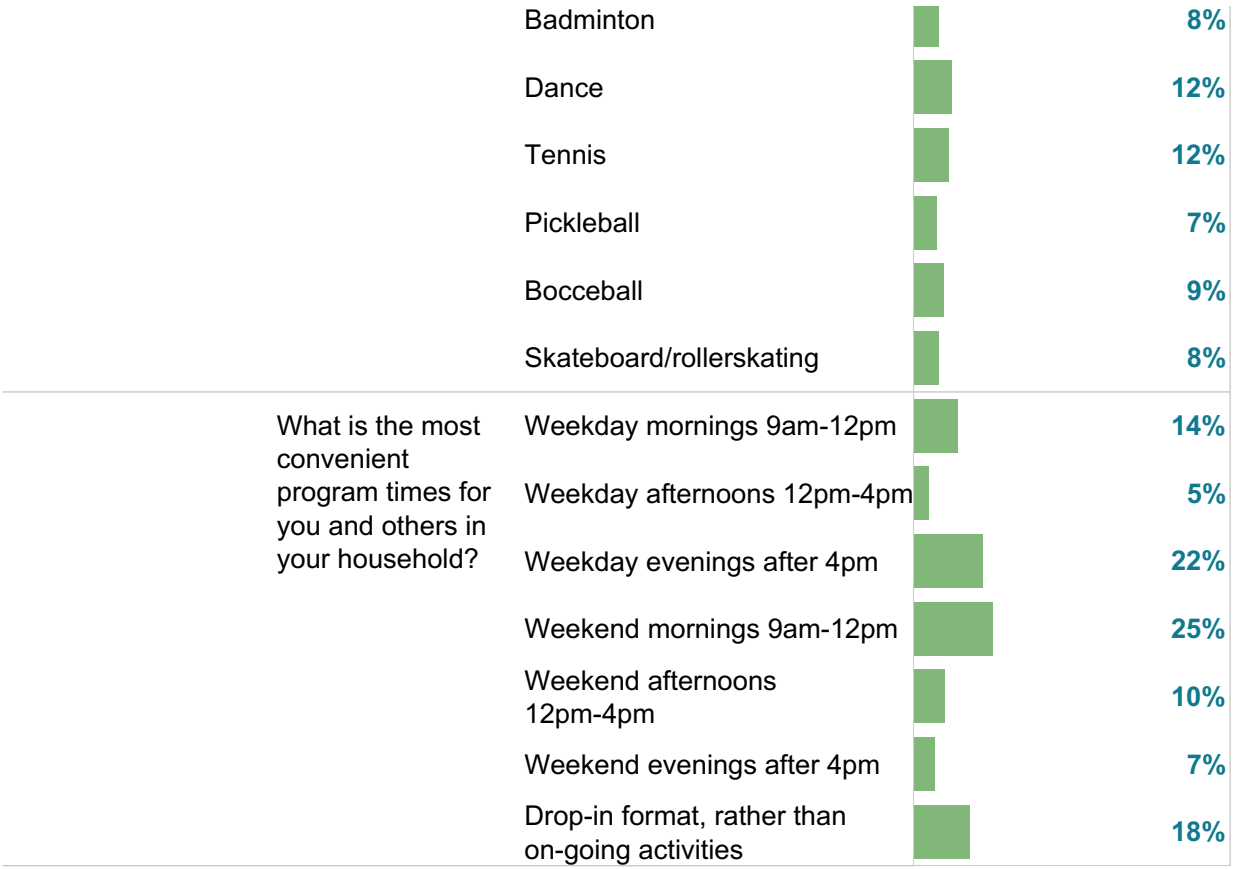 Badminton 8%
Dance 12%
Tennis 12%
Pickleball 7%
Bocceball 9%
Skateboard/rollerskating 8%
What is the most
convenient
program times for
you and others in
your household?
Weekday mornings 9am-12pm 14%
Weekday afternoons 12pm-4pm 5%
Weekday evenings after 4pm 22%
Weekend mornings 9am-12pm 25%
Weekend afternoons
12pm-4pm 10%
Weekend evenings after 4pm 7%
Drop-in format, rather than
on-going activities 18%